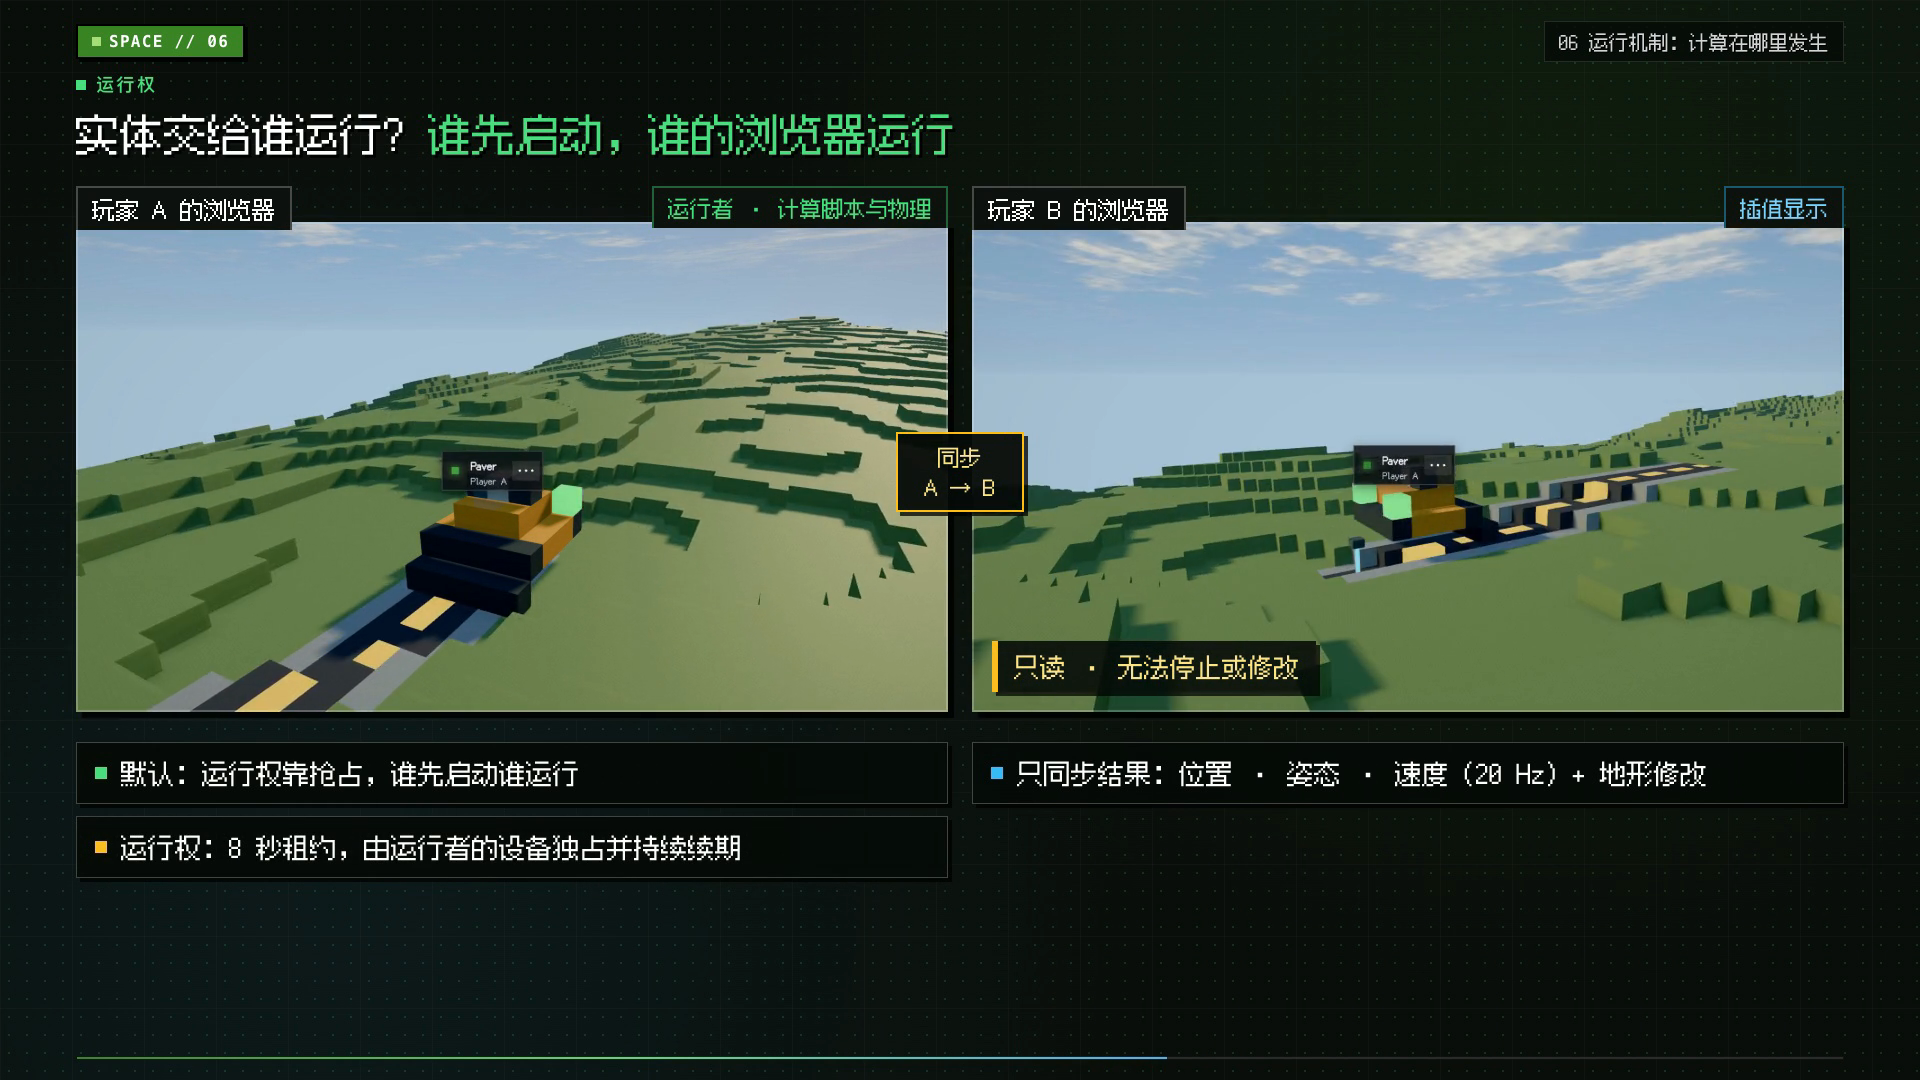 SPACE // 06
06 运行机制：计算在哪里发生
运行权
实体交给谁运行？谁先启动，谁的浏览器运行
玩家 A 的浏览器
运行者 · 计算脚本与物理
玩家 B 的浏览器
插值显示
Paver
Player A
同步
A → B
Paver
Player A
只读 · 无法停止或修改
默认：运行权靠抢占，谁先启动谁运行
只同步结果：位置 · 姿态 · 速度（20 Hz）+ 地形修改
运行权：8 秒租约，由运行者的设备独占并持续续期